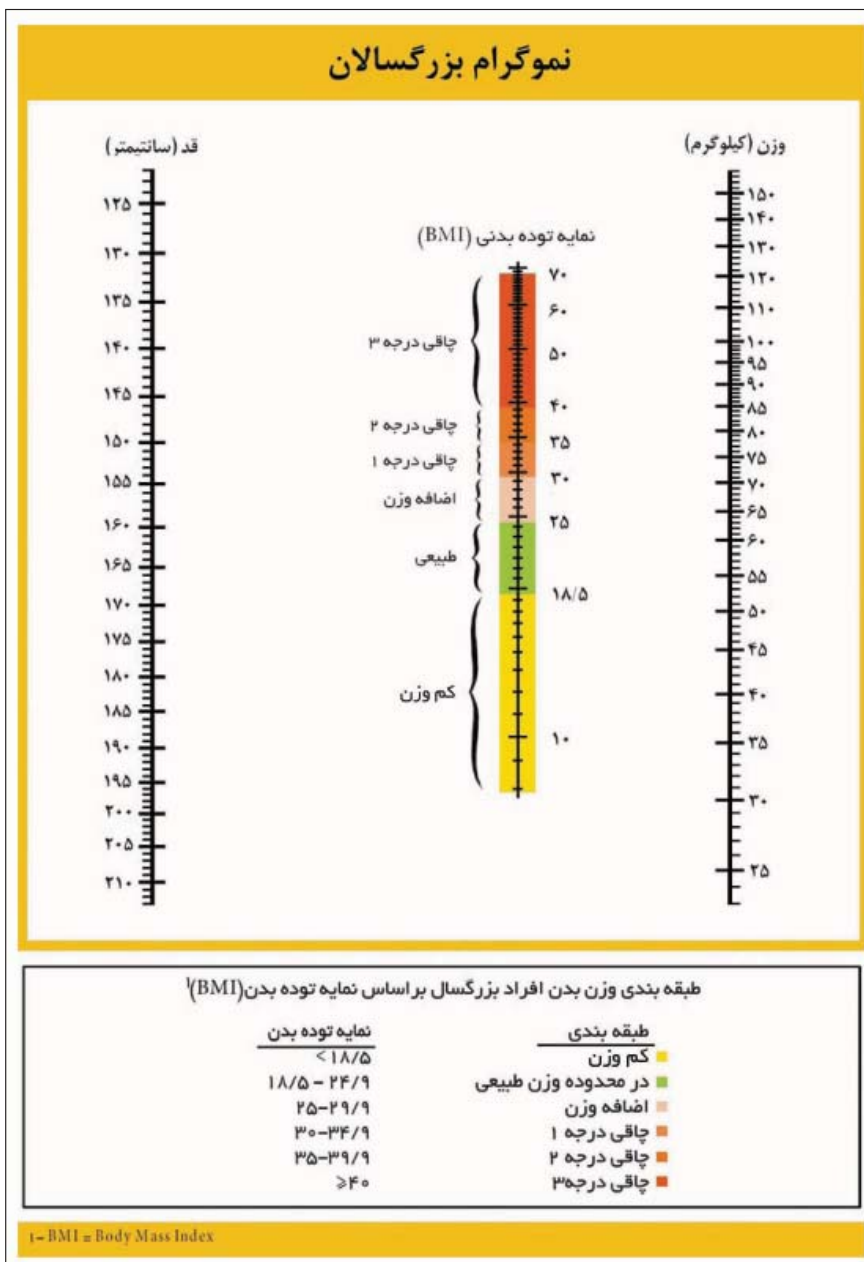 نموگرام بزرگسالان
وزن (کیلوگرم)
۱۵۰
۱۴۰
۱۳۰
۱۲۰
۱۱۰
۱۰۰
۹۵
۹۰
۸۵
۸۰
۷۵
۷۰
۶۵
۶۰
۵۵
۵۰
۴۵
۴۰
۳۵
۳۰
۲۵
نمایه توده بدنی (BMI)
۷۰
۶۰
۵۰
۴۰
۳۵
۳۰
۲۵
۱۸/۵
۱۰
چاقی درجه ۳
چاقی درجه ۲
چاقی درجه ۱
اضافه وزن
طبیعی
کم وزن
قد (سانتیمتر)
۱۲۵
۱۳۰
۱۳۵
۱۴۰
۱۴۵
۱۵۰
۱۵۵
۱۶۰
۱۶۵
۱۷۰
۱۷۵
۱۸۰
۱۸۵
۱۹۰
۱۹۵
۲۰۰
۲۰۵
۲۱۰
طبقه بندی وزن بدن افراد بزرگسال براساس نمایه توده بدن(BMI)¹
طبقه بندی نمایه توده بدن
کم وزن <۱۸/۵
در محدوده وزن طبیعی ۱۸/۵ – ۲۴/۹
اضافه وزن ۲۵–۲۹/۹
چاقی درجه ۱ ۳۰–۳۴/۹
چاقی درجه ۲ ۳۵–۳۹/۹
چاقی درجه۳ ≥۴۰
۱– BMI = Body Mass Index